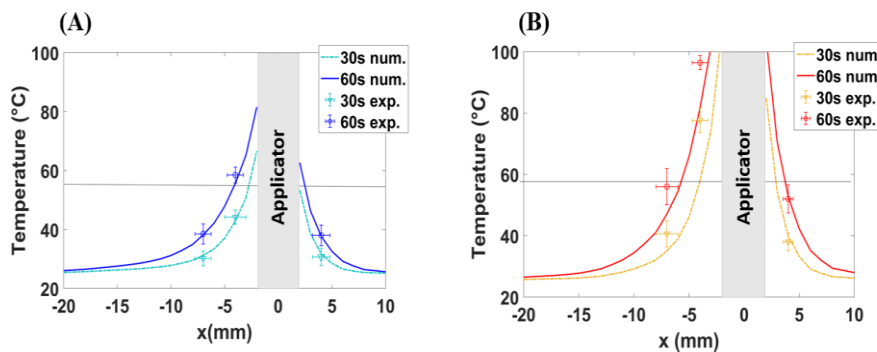 (A)
100
80
60
40
20
Temperature (°C)
-20
-15
-10
-5
0
5
10
x(mm)
Applicator
30s num.
60s num.
30s exp.
60s exp.
(B)
100
80
60
40
20
Temperature (°C)
-20
-15
-10
-5
0
5
10
x (mm)
Applicator
30s num.
60s num.
30s exp.
60s exp.